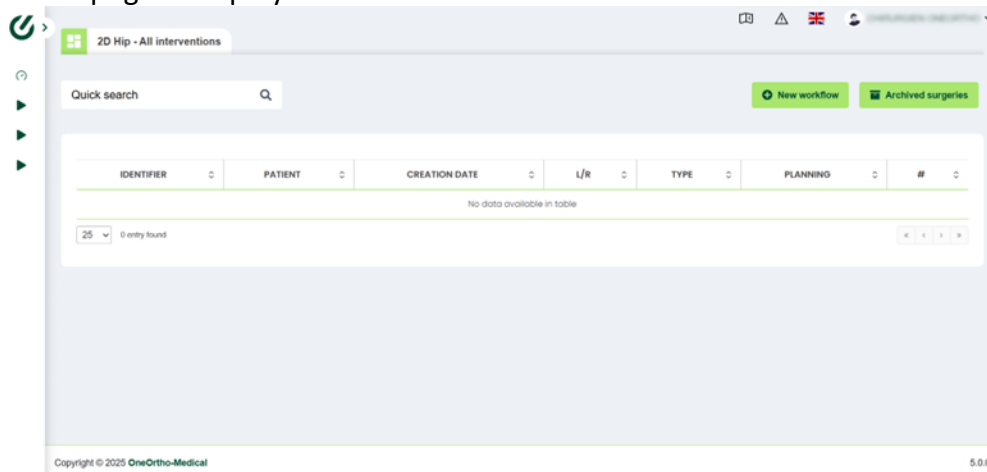 2D Hip - All interventions
Quick search
New workflow
Archived surgeries
IDENTIFIER PATIENT CREATION DATE L/R TYPE PLANNING #
No data available in table
25 0 entry found
« ‹ › »
Copyright © 2025 OneOrtho-Medical